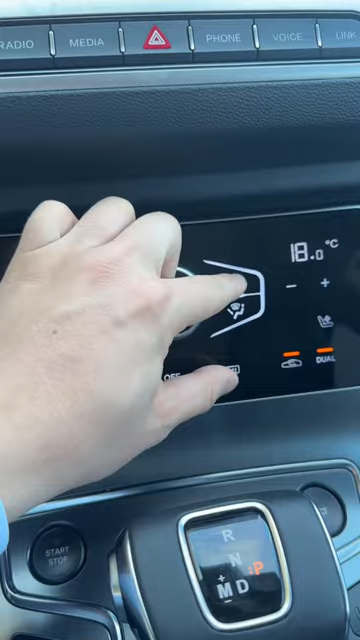 RADIO MEDIA PHONE VOICE LINK
18.0°C
− +
OFF
DUAL
START
STOP
R
N
P
+
M D
−